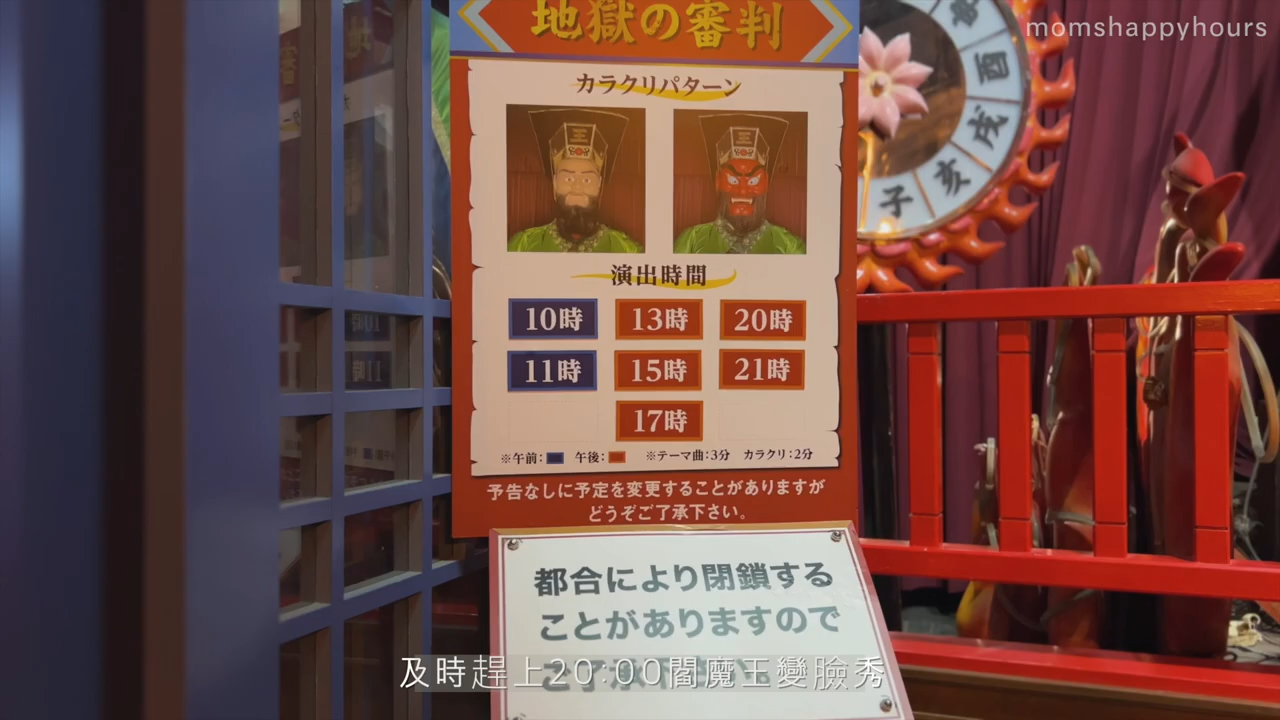 momshappyhours
地獄の審判
カラクリパターン
王
王
演出時間
10時 13時 20時
11時 15時 21時
17時
※午前: 午後: ※テーマ曲:3分 カラクリ:2分
予告なしに予定を変更することがありますが
どうぞご了承下さい。
酉
戌
亥
子
都合により閉鎖する
ことがありますので
及時趕上20:00閻魔王變臉秀